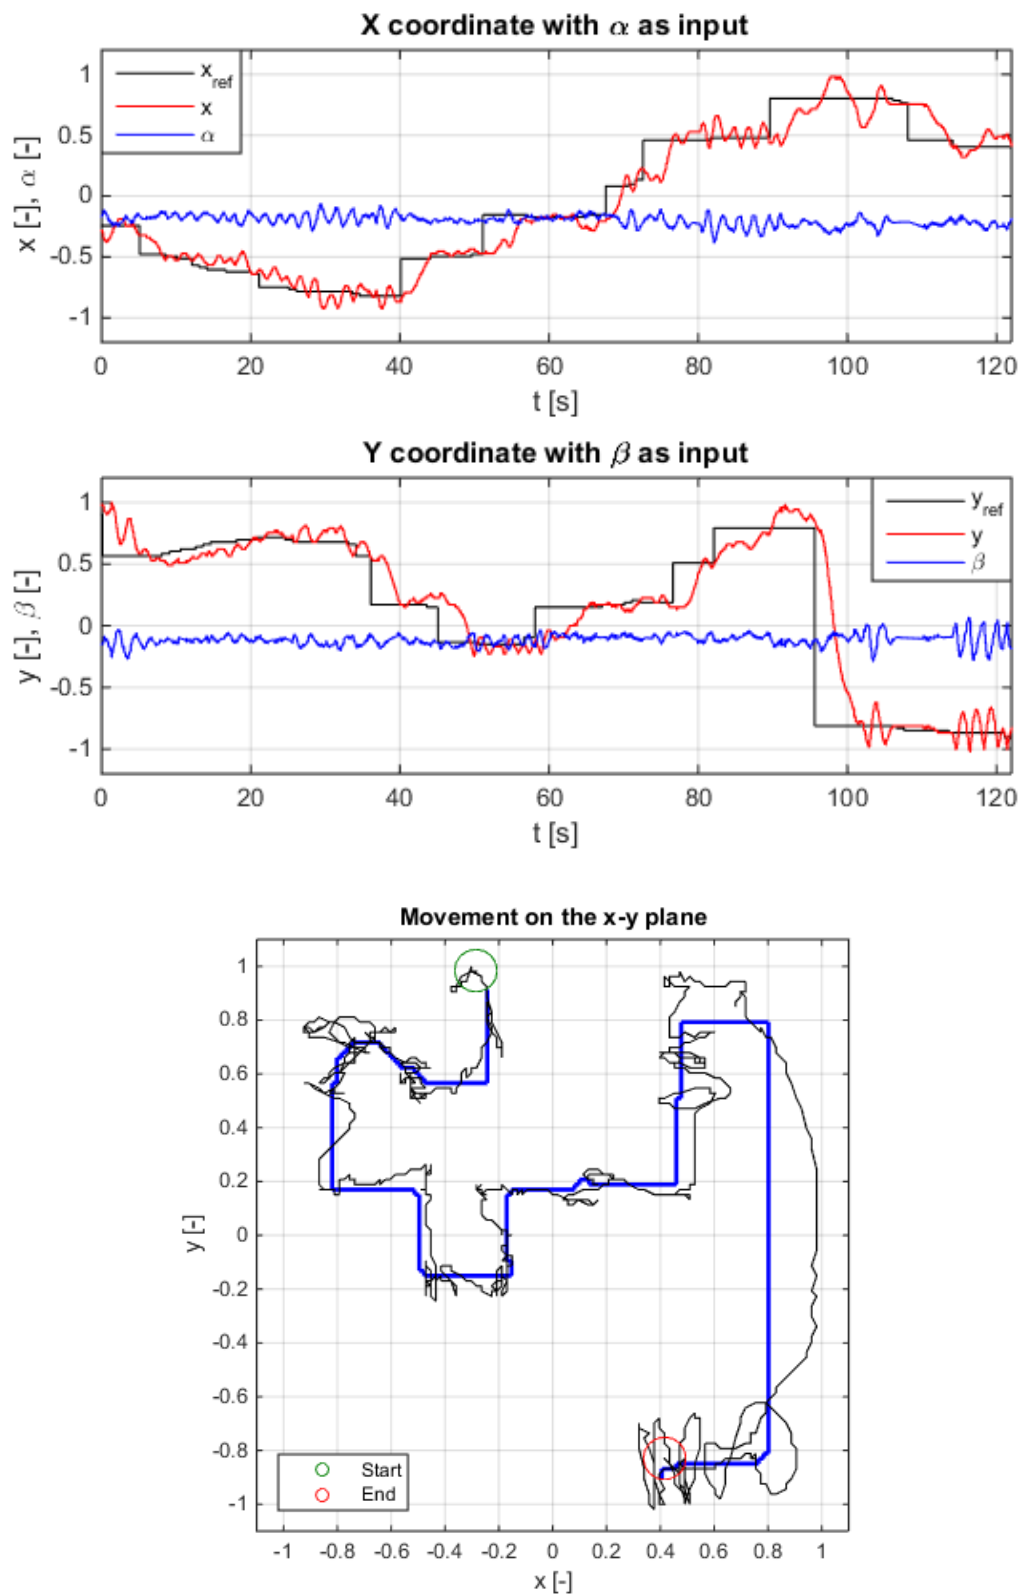 X coordinate with α as input
x_ref
x
α
x [-], α [-]
1
0.5
0
-0.5
-1
0 20 40 60 80 100 120
t [s]
Y coordinate with β as input
y_ref
y
β
y [-], β [-]
1
0.5
0
-0.5
-1
0 20 40 60 80 100 120
t [s]
Movement on the x-y plane
y [-]
1
0.8
0.6
0.4
0.2
0
-0.2
-0.4
-0.6
-0.8
-1
Start
End
-1 -0.8 -0.6 -0.4 -0.2 0 0.2 0.4 0.6 0.8 1
x [-]